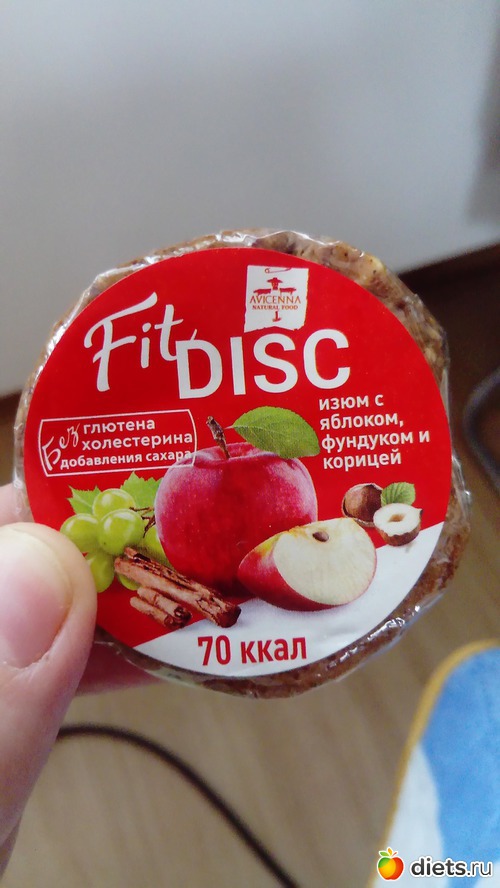 AVICENNA
NATURAL FOOD
Fit
DISC
Без
глютена
холестерина
добавления сахара
изюм с
яблоком,
фундуком и
корицей
70 ккал
diets.ru